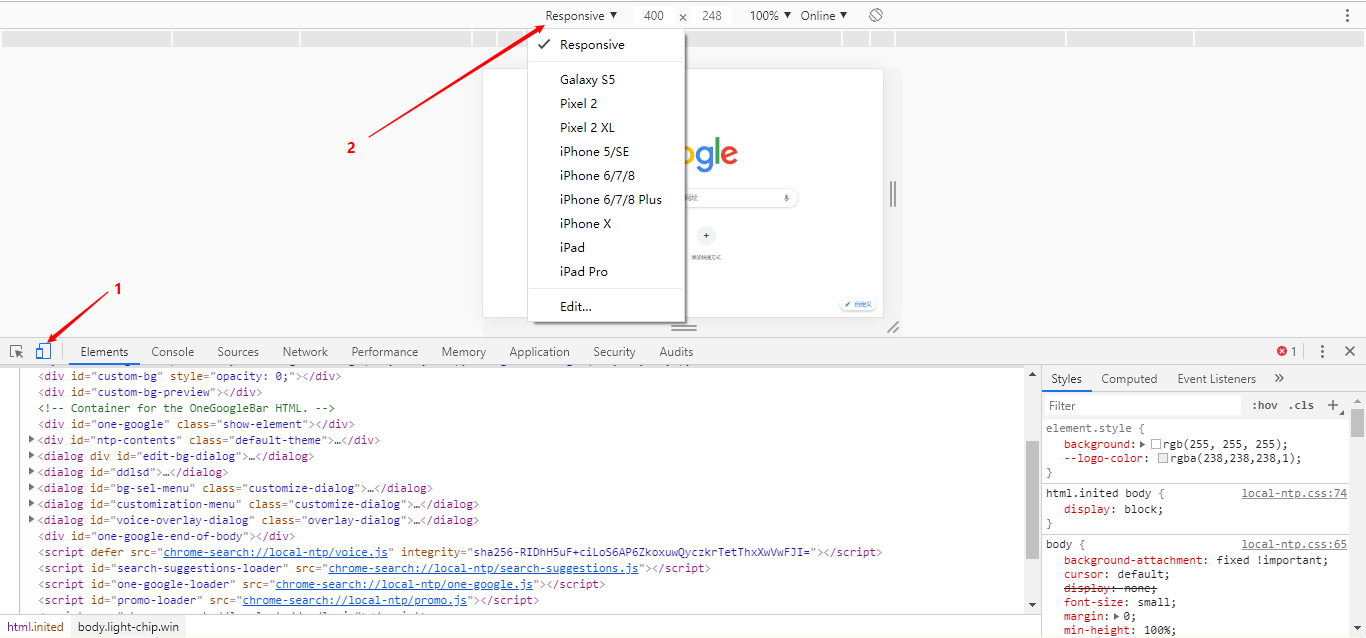 Responsive ▼ 400 × 248 100% ▼ Online ▼
Responsive
Galaxy S5
Pixel 2
Pixel 2 XL
iPhone 5/SE
iPhone 6/7/8
iPhone 6/7/8 Plus
iPhone X
iPad
iPad Pro
Edit...
2
ogle
网址
+
添加快捷方式
自定义
1
Elements Console Sources Network Performance Memory Application Security Audits 1
<div id="custom-bg" style="opacity: 0;"></div>
<div id="custom-bg-preview"></div>
<!-- Container for the OneGoogleBar HTML. -->
<div id="one-google" class="show-element"></div>
<div id="ntp-contents" class="default-theme">…</div>
<dialog div id="edit-bg-dialog">…</dialog>
<dialog id="ddlsd">…</dialog>
<dialog id="bg-sel-menu" class="customize-dialog">…</dialog>
<dialog id="customization-menu" class="customize-dialog">…</dialog>
<dialog id="voice-overlay-dialog" class="overlay-dialog">…</dialog>
<div id="one-google-end-of-body"></div>
<script defer src="chrome-search://local-ntp/voice.js" integrity="sha256-RIDhH5uF+ciLoS6AP6ZkoxuwQyczkrTetThxXwVwFJI="></script>
<script id="search-suggestions-loader" src="chrome-search://local-ntp/search-suggestions.js"></script>
<script id="one-google-loader" src="chrome-search://local-ntp/one-google.js"></script>
<script id="promo-loader" src="chrome-search://local-ntp/promo.js"></script>
html.inited body.light-chip.win
Styles Computed Event Listeners »
Filter :hov .cls +
element.style {
background: rgb(255, 255, 255);
--logo-color: rgba(238,238,238,1);
}
html.inited body { local-ntp.css:74
display: block;
}
body { local-ntp.css:65
background-attachment: fixed !important;
cursor: default;
display: none;
font-size: small;
margin: 0;
min-height: 100%;